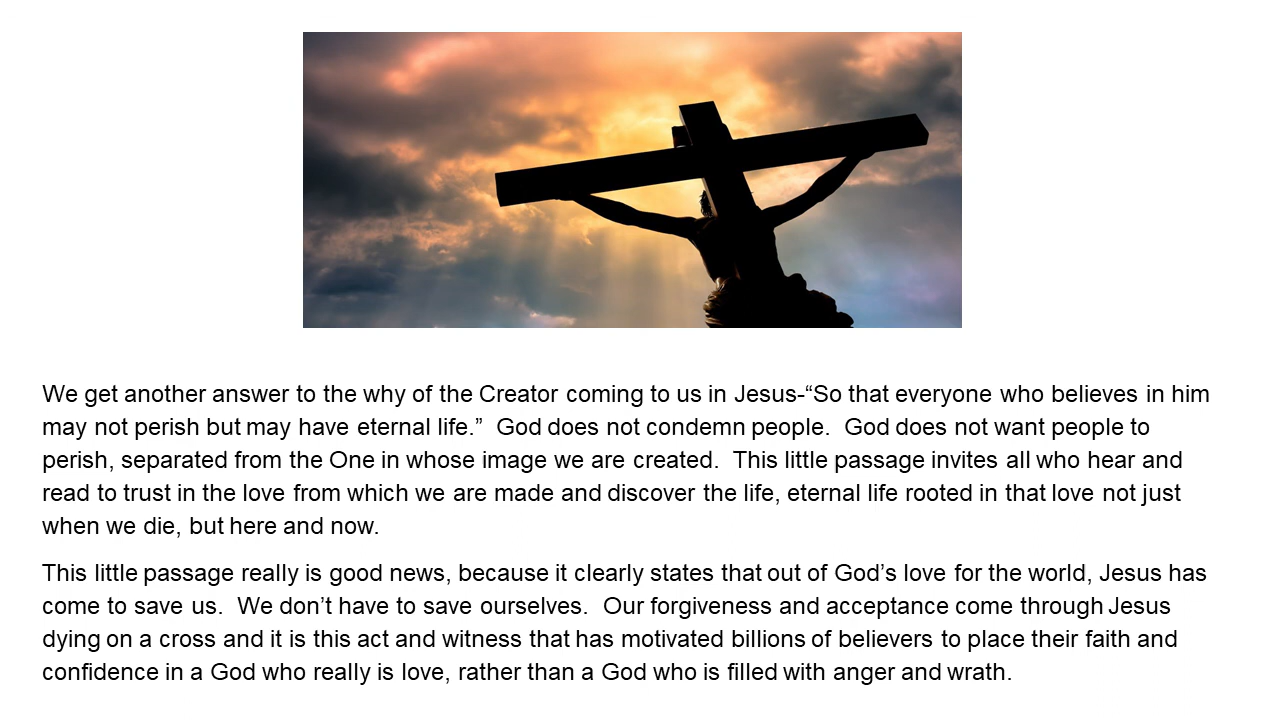 We get another answer to the why of the Creator coming to us in Jesus-“So that everyone who believes in him
may not perish but may have eternal life.”  God does not condemn people.  God does not want people to
perish, separated from the One in whose image we are created.  This little passage invites all who hear and
read to trust in the love from which we are made and discover the life, eternal life rooted in that love not just
when we die, but here and now.
This little passage really is good news, because it clearly states that out of God’s love for the world, Jesus has
come to save us.  We don’t have to save ourselves.  Our forgiveness and acceptance come through Jesus
dying on a cross and it is this act and witness that has motivated billions of believers to place their faith and
confidence in a God who really is love, rather than a God who is filled with anger and wrath.